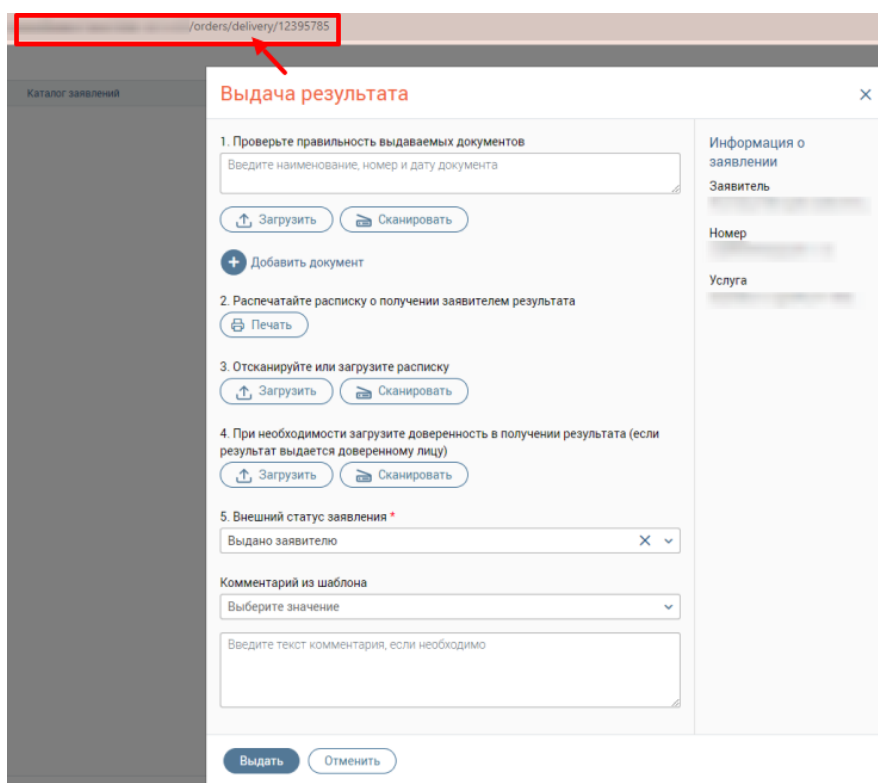 /orders/delivery/12395785
Каталог заявлений
Выдача результата
1. Проверьте правильность выдаваемых документов
Введите наименование, номер и дату документа
Загрузить
Сканировать
Добавить документ
2. Распечатайте расписку о получении заявителем результата
Печать
3. Отсканируйте или загрузите расписку
Загрузить
Сканировать
4. При необходимости загрузите доверенность в получении результата (если
результат выдается доверенному лицу)
Загрузить
Сканировать
5. Внешний статус заявления *
Выдано заявителю
Комментарий из шаблона
Выберите значение
Введите текст комментария, если необходимо
Выдать
Отменить
Информация о
заявлении
Заявитель
Номер
Услуга